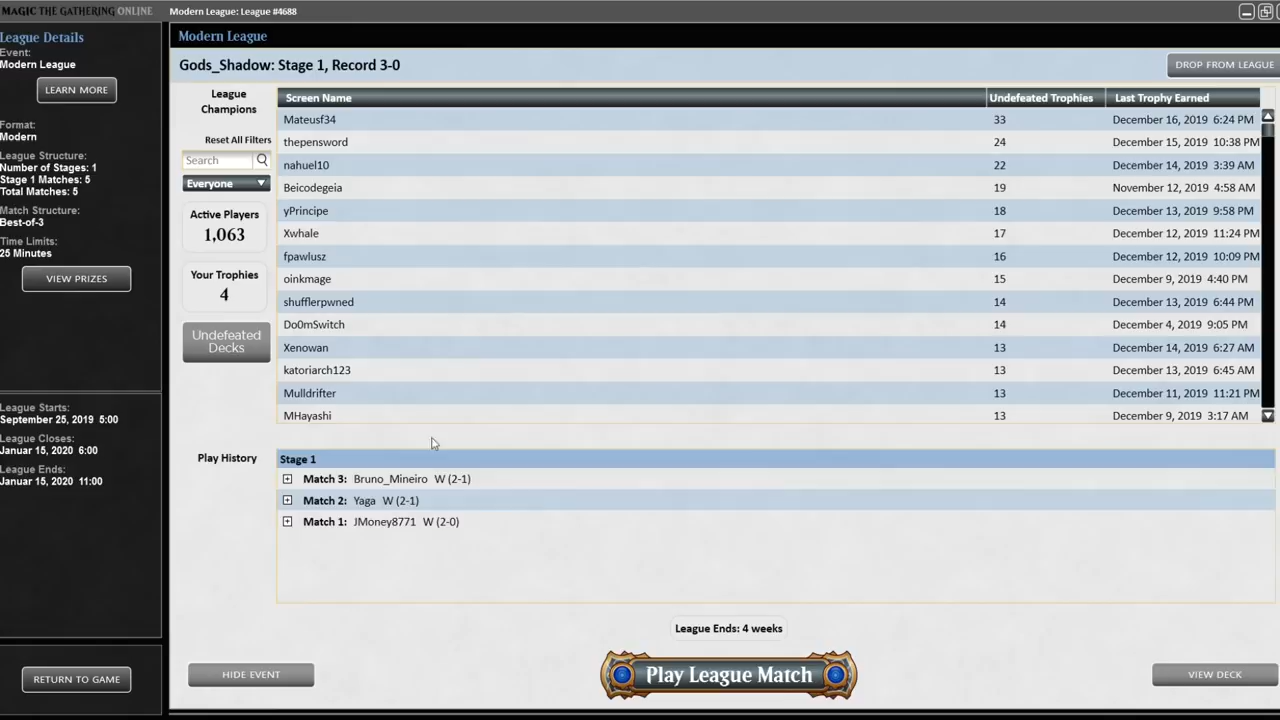 MAGIC THE GATHERING ONLINE
Modern League: League #4688
League Details
Event:
Modern League
LEARN MORE
Format:
Modern
League Structure:
Number of Stages: 1
Stage 1 Matches: 5
Total Matches: 5
Match Structure:
Best-of-3
Time Limits:
25 Minutes
VIEW PRIZES
League Starts:
September 25, 2019 5:00
League Closes:
Januar 15, 2020 6:00
League Ends:
Januar 15, 2020 11:00
RETURN TO GAME
Modern League
Gods_Shadow: Stage 1, Record 3-0
DROP FROM LEAGUE
League
Champions
Reset All Filters
Search
Everyone
Active Players
1,063
Your Trophies
4
Undefeated
Decks
Screen Name Undefeated Trophies Last Trophy Earned
Mateusf34 33 December 16, 2019 6:24 PM
thepensword 24 December 15, 2019 10:38 PM
nahuel10 22 December 14, 2019 3:39 AM
Beicodegeia 19 November 12, 2019 4:58 AM
yPrincipe 18 December 13, 2019 9:58 PM
Xwhale 17 December 12, 2019 11:24 PM
fpawlusz 16 December 12, 2019 10:09 PM
oinkmage 15 December 9, 2019 4:40 PM
shufflerpwned 14 December 13, 2019 6:44 PM
Do0mSwitch 14 December 4, 2019 9:05 PM
Xenowan 13 December 14, 2019 6:27 AM
katoriarch123 13 December 13, 2019 6:45 AM
Mulldrifter 13 December 11, 2019 11:21 PM
MHayashi 13 December 9, 2019 3:17 AM
Play History
Stage 1
Match 3: Bruno_Mineiro W (2-1)
Match 2: Yaga W (2-1)
Match 1: JMoney8771 W (2-0)
League Ends: 4 weeks
HIDE EVENT
Play League Match
VIEW DECK